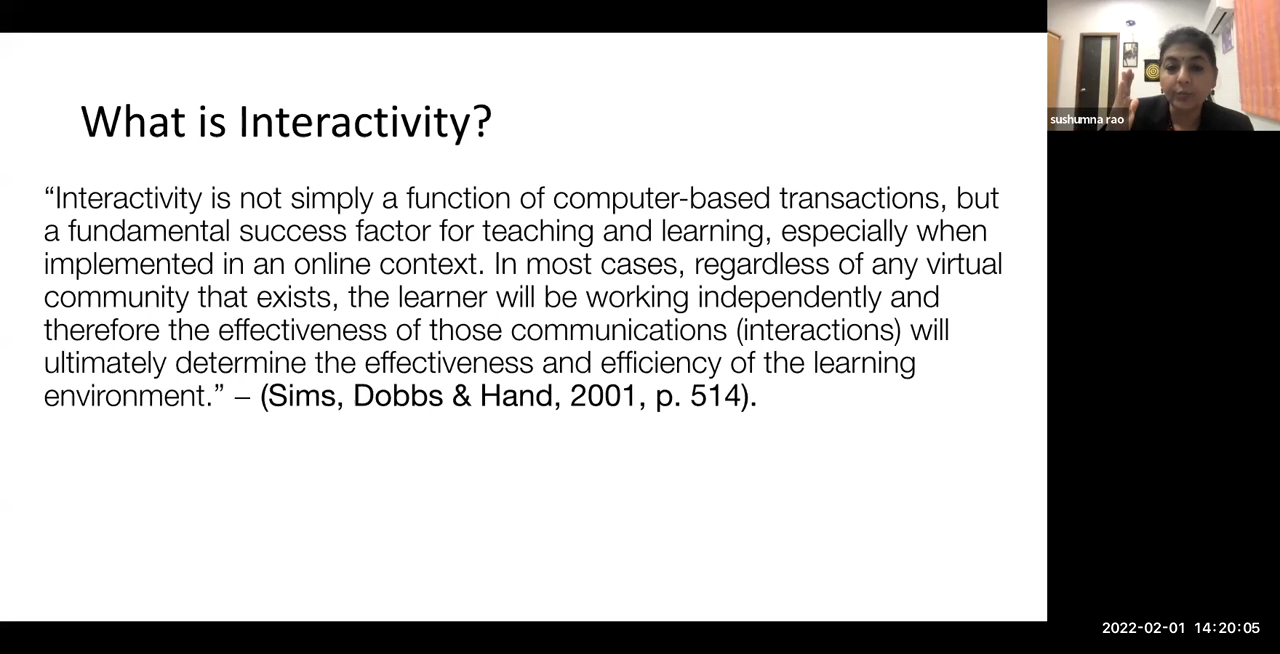 What is Interactivity?
“Interactivity is not simply a function of computer-based transactions, but
a fundamental success factor for teaching and learning, especially when
implemented in an online context. In most cases, regardless of any virtual
community that exists, the learner will be working independently and
therefore the effectiveness of those communications (interactions) will
ultimately determine the effectiveness and efficiency of the learning
environment.” – (Sims, Dobbs & Hand, 2001, p. 514).
sushumna rao
2022-02-01 14:20:05